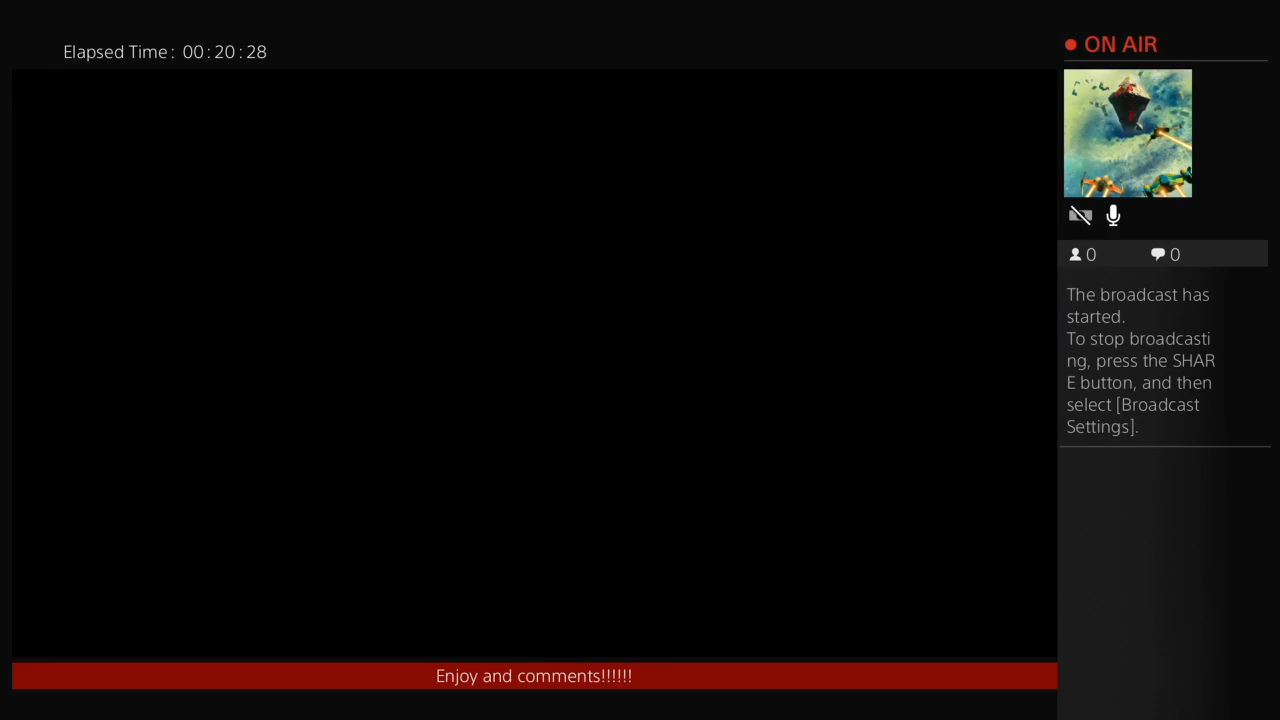 Elapsed Time: 00:20:28
ON AIR
0 0
The broadcast has
started.
To stop broadcasti
ng, press the SHAR
E button, and then
select [Broadcast
Settings].
Enjoy and comments!!!!!!